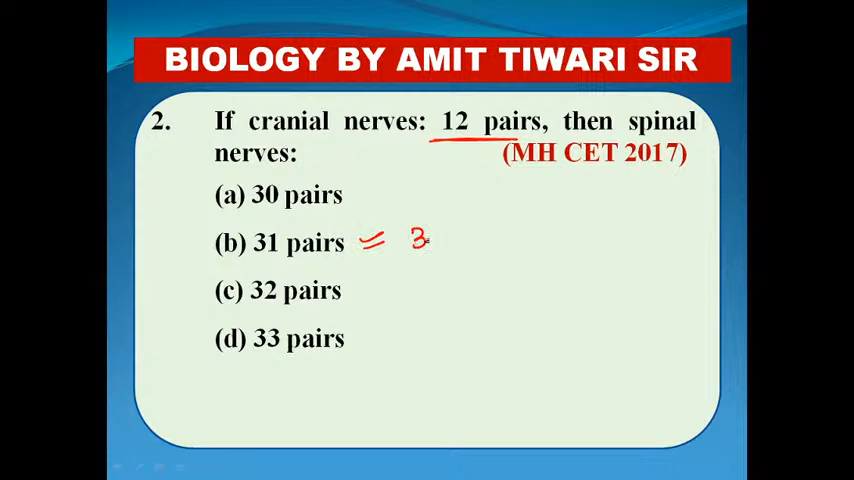 BIOLOGY BY AMIT TIWARI SIR
2. If cranial nerves: 12 pairs, then spinal
nerves: (MH CET 2017)
(a) 30 pairs
(b) 31 pairs 3
(c) 32 pairs
(d) 33 pairs